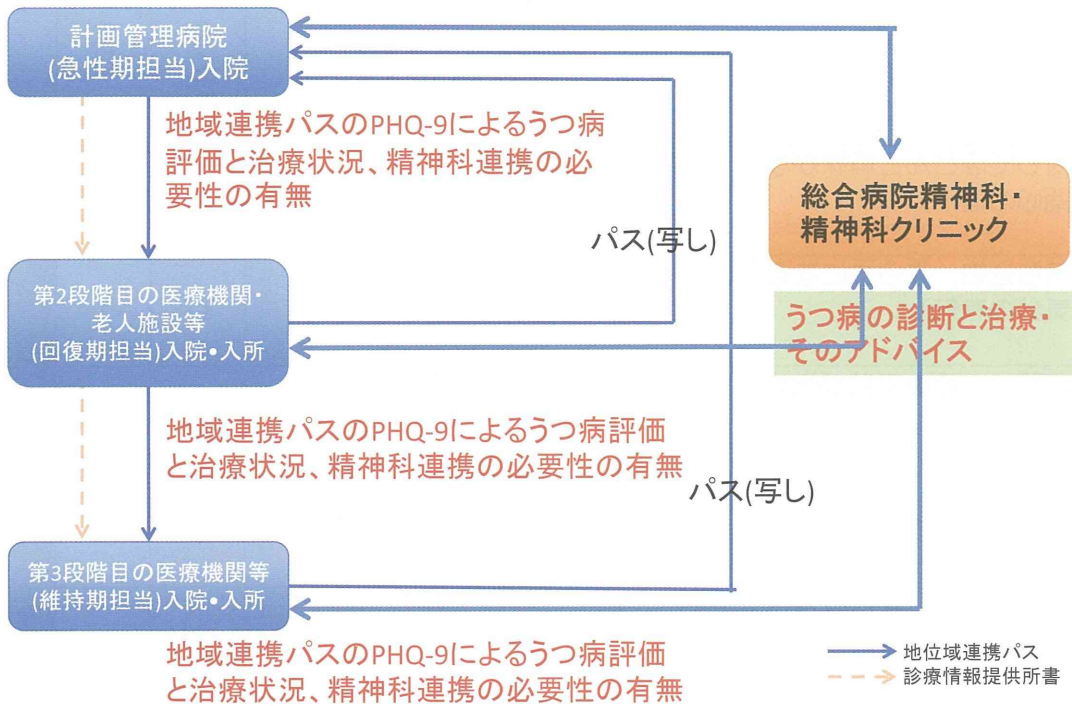 計画管理病院
(急性期担当)入院
地域連携パスのPHQ-9によるうつ病
評価と治療状況、精神科連携の必
要性の有無
総合病院精神科・
精神科クリニック
パス(写し)
第2段階目の医療機関・
老人施設等
(回復期担当)入院・入所
うつ病の診断と治療・
そのアドバイス
地域連携パスのPHQ-9によるうつ病評価
と治療状況、精神科連携の必要性の有無
パス(写し)
第3段階目の医療機関等
(維持期担当)入院・入所
地域連携パスのPHQ-9によるうつ病評価
と治療状況、精神科連携の必要性の有無
地位域連携パス
診療情報提供所書